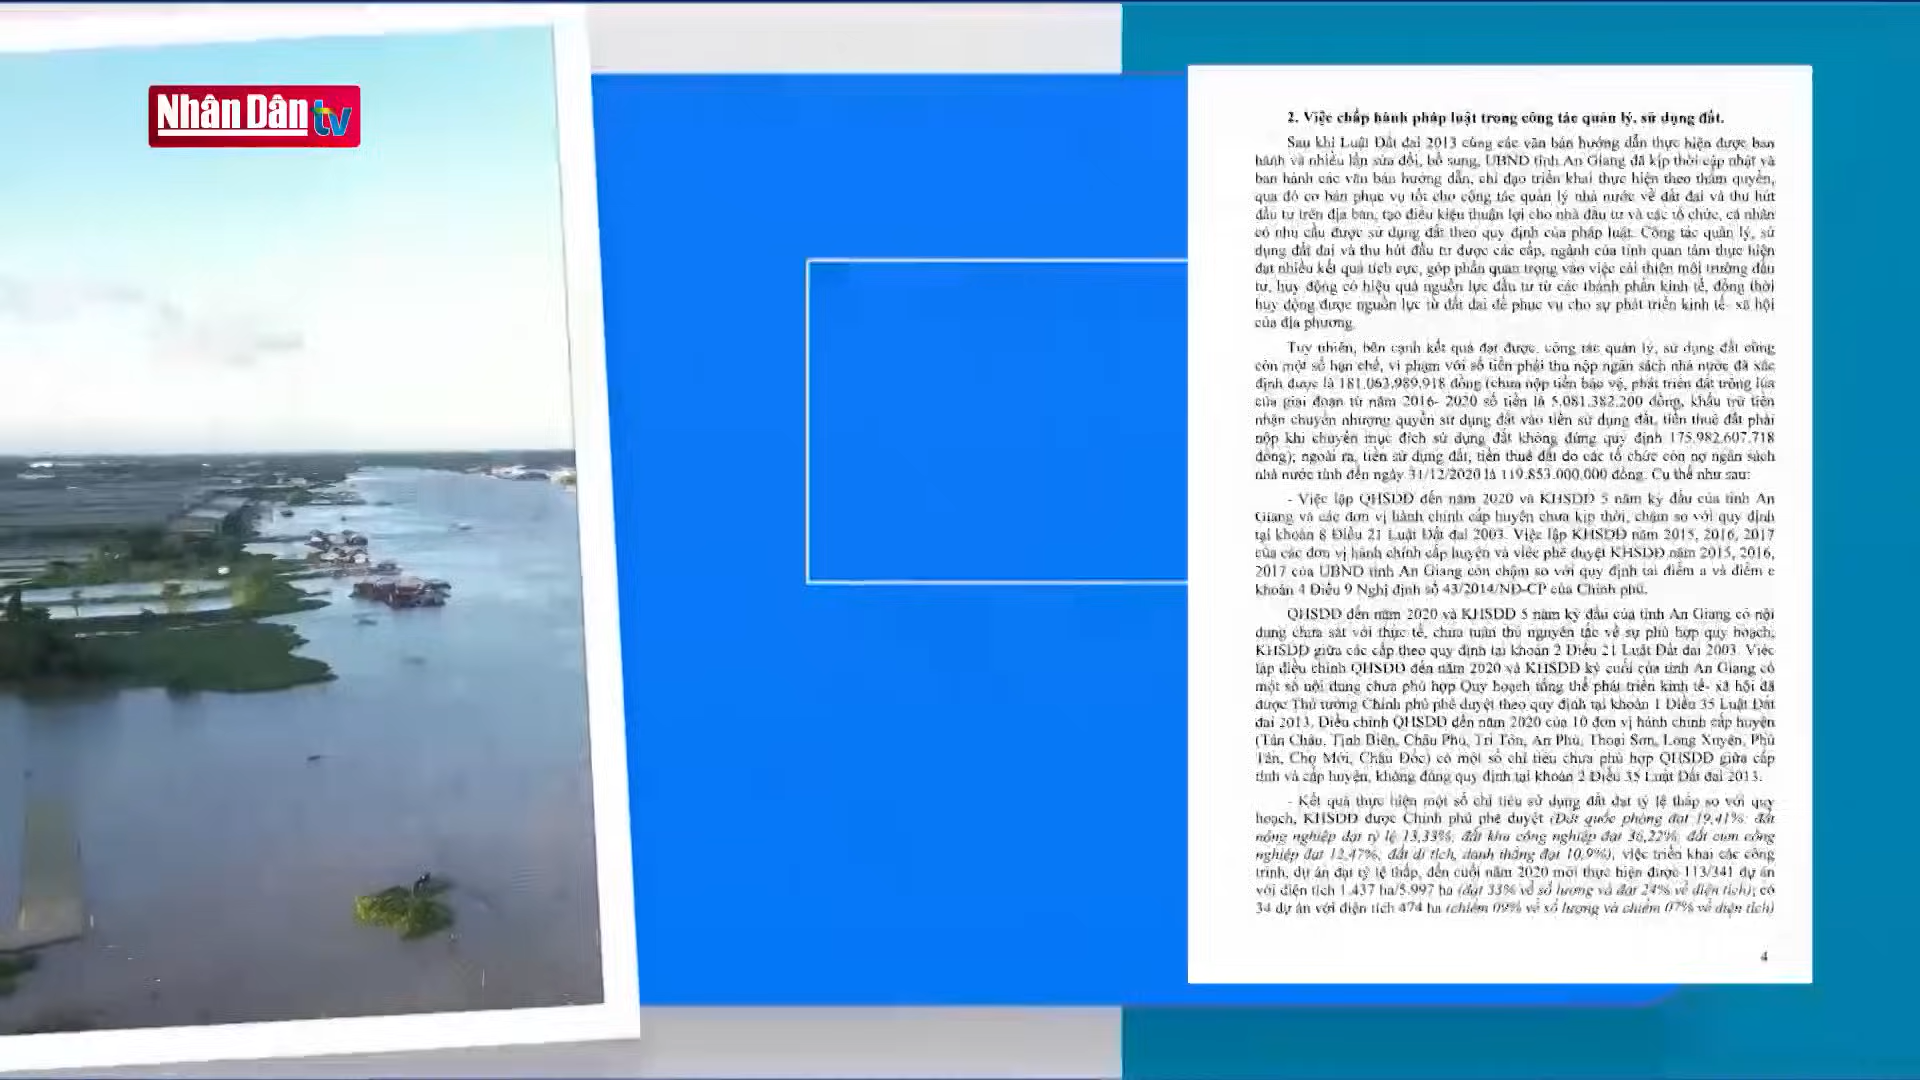 Nhân Dân tv
2. Việc chấp hành pháp luật trong công tác quản lý, sử dụng đất.
Sau khi Luật Đất đai 2013 cùng các văn bản hướng dẫn thực hiện được ban
hành và nhiều lần sửa đổi, bổ sung, UBND tỉnh An Giang đã kịp thời cập nhật và
ban hành các văn bản hướng dẫn, chỉ đạo triển khai thực hiện theo thẩm quyền,
qua đó cơ bản phục vụ tốt cho công tác quản lý nhà nước về đất đai và thu hút
đầu tư trên địa bàn, tạo điều kiện thuận lợi cho nhà đầu tư và các tổ chức, cá nhân
có nhu cầu được sử dụng đất theo quy định của pháp luật. Công tác quản lý, sử
dụng đất đai và thu hút đầu tư được các cấp, ngành của tỉnh quan tâm thực hiện
đạt nhiều kết quả tích cực, góp phần quan trọng vào việc cải thiện môi trường đầu
tư, huy động có hiệu quả nguồn lực đầu tư từ các thành phần kinh tế, đồng thời
huy động được nguồn lực từ đất đai để phục vụ cho sự phát triển kinh tế- xã hội
của địa phương.
Tuy nhiên, bên cạnh kết quả đạt được, công tác quản lý, sử dụng đất cũng
còn một số hạn chế, vi phạm với số tiền phải thu nộp ngân sách nhà nước đã xác
định được là 181.063.989.918 đồng (chưa nộp tiền bảo vệ, phát triển đất trồng lúa
của giai đoạn từ năm 2016- 2020 số tiền là 5.081.382.200 đồng, khấu trừ tiền
nhận chuyển nhượng quyền sử dụng đất vào tiền sử dụng đất, tiền thuê đất phải
nộp khi chuyển mục đích sử dụng đất không đúng quy định 175.982.607.718
đồng); ngoài ra, tiền sử dụng đất, tiền thuê đất do các tổ chức còn nợ ngân sách
nhà nước tính đến ngày 31/12/2020 là 119.853.000.000 đồng. Cụ thể như sau:
- Việc lập QHSDĐ đến năm 2020 và KHSDĐ 5 năm kỳ đầu của tỉnh An
Giang và các đơn vị hành chính cấp huyện chưa kịp thời, chậm so với quy định
tại khoản 8 Điều 21 Luật Đất đai 2003. Việc lập KHSDĐ năm 2015, 2016, 2017
của các đơn vị hành chính cấp huyện và việc phê duyệt KHSDĐ năm 2015, 2016,
2017 của UBND tỉnh An Giang còn chậm so với quy định tại điểm a và điểm c
khoản 4 Điều 9 Nghị định số 43/2014/NĐ-CP của Chính phủ.
QHSDĐ đến năm 2020 và KHSDĐ 5 năm kỳ đầu của tỉnh An Giang có nội
dung chưa sát với thực tế, chưa tuân thủ nguyên tắc về sự phù hợp quy hoạch,
KHSDĐ giữa các cấp theo quy định tại khoản 2 Điều 21 Luật Đất đai 2003. Việc
lập điều chỉnh QHSDĐ đến năm 2020 và KHSDĐ kỳ cuối của tỉnh An Giang có
một số nội dung chưa phù hợp Quy hoạch tổng thể phát triển kinh tế- xã hội đã
được Thủ tướng Chính phủ phê duyệt theo quy định tại khoản 1 Điều 35 Luật Đất
đai 2013. Điều chỉnh QHSDĐ đến năm 2020 của 10 đơn vị hành chính cấp huyện
(Tân Châu, Tịnh Biên, Châu Phú, Tri Tôn, An Phú, Thoại Sơn, Long Xuyên, Phú
Tân, Chợ Mới, Châu Đốc) có một số chỉ tiêu chưa phù hợp QHSDĐ giữa cấp
tỉnh và cấp huyện, không đúng quy định tại khoản 2 Điều 35 Luật Đất đai 2013.
- Kết quả thực hiện một số chỉ tiêu sử dụng đất đạt tỷ lệ thấp so với quy
hoạch, KHSDĐ được Chính phủ phê duyệt (Đất quốc phòng đạt 19,41%; đất
nông nghiệp đạt tỷ lệ 13,33%; đất khu công nghiệp đạt 36,22%; đất cụm công
nghiệp đạt 12,47%; đất di tích, danh thắng đạt 10,9%), việc triển khai các công
trình, dự án đạt tỷ lệ thấp, đến cuối năm 2020 mới thực hiện được 113/341 dự án
với diện tích 1.437 ha/5.997 ha (đạt 33% về số lượng và đạt 24% về diện tích); có
34 dự án với diện tích 474 ha (chiếm 09% về số lượng và chiếm 07% về diện tích)
4